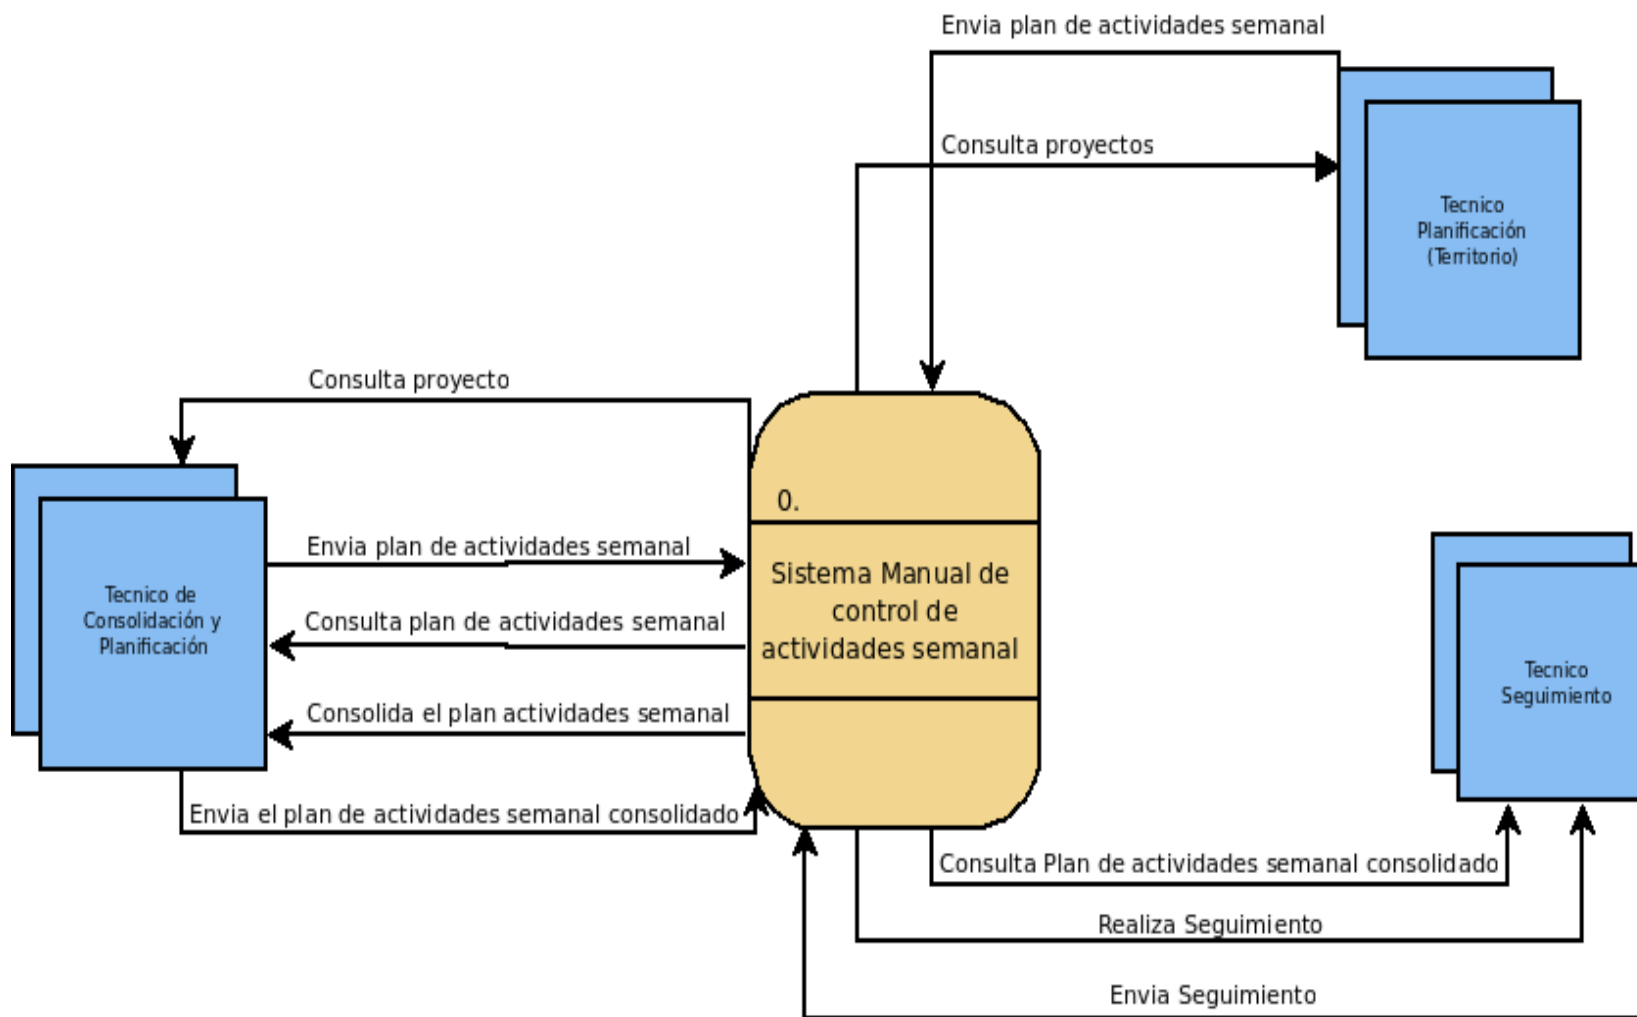 Envia plan de actividades semanal
Consulta proyectos
Tecnico
Planificación
(Territorio)
Consulta proyecto
0.
Envia plan de actividades semanal
Sistema Manual de
control de
actividades semanal
Tecnico de
Consolidación y
Planificación
Consulta plan de actividades semanal
Consolida el plan actividades semanal
Tecnico
Seguimiento
Envia el plan de actividades semanal consolidado
Consulta Plan de actividades semanal consolidado
Realiza Seguimiento
Envia Seguimiento